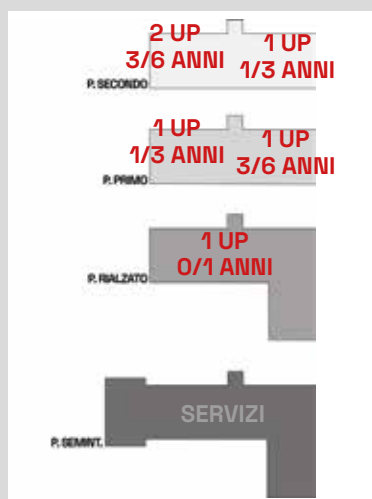 2 UP
3/6 ANNI
1 UP
1/3 ANNI
P. SECONDO
1 UP
1/3 ANNI
1 UP
3/6 ANNI
P. PRIMO
1 UP
0/1 ANNI
P. RIALZATO
SERVIZI
P. SEMINT.